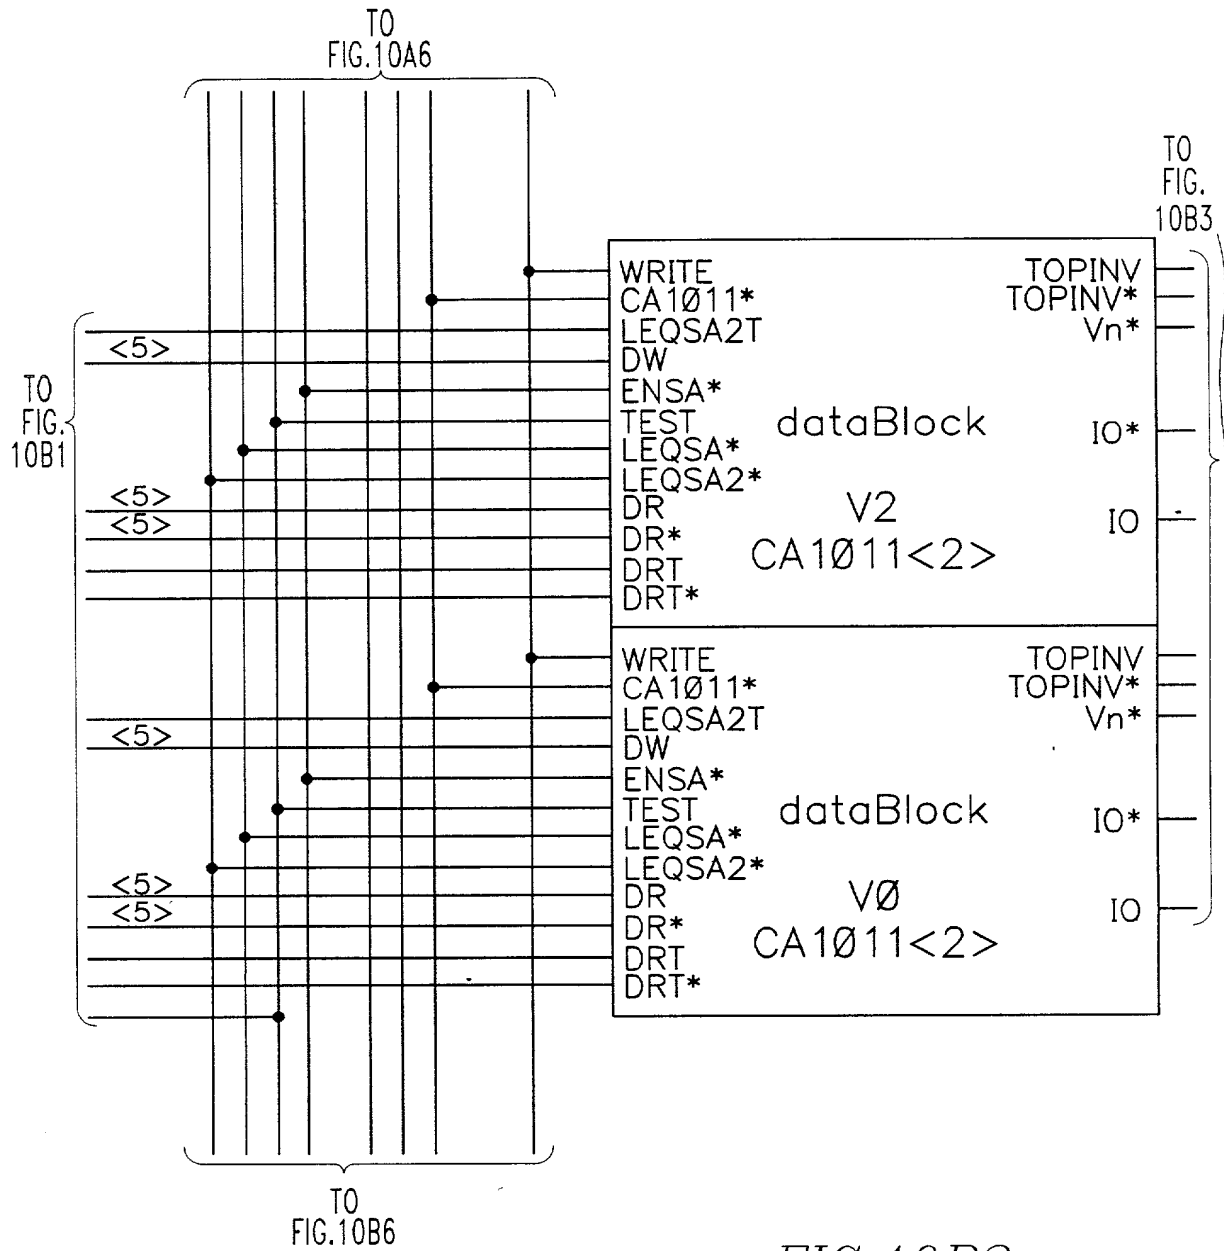 TO
FIG.10A6
TO
FIG.
10B3
TO
FIG.
10B1
WRITE
CA1Ø11*
LEQSA2T
<5>
DW
ENSA*
TEST
LEQSA*
LEQSA2*
<5>
DR
<5>
DR*
DRT
DRT*
dataBlock
V2
CA1Ø11<2>
TOPINV
TOPINV*
Vn*
IO*
IO
WRITE
CA1Ø11*
LEQSA2T
<5>
DW
ENSA*
TEST
LEQSA*
LEQSA2*
<5>
DR
<5>
DR*
DRT
DRT*
dataBlock
VØ
CA1Ø11<2>
TOPINV
TOPINV*
Vn*
IO*
IO
TO
FIG.10B6